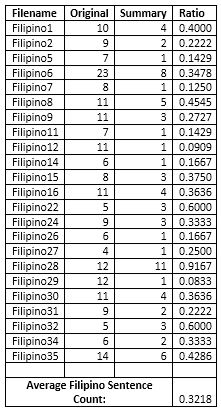 Filename Original Summary Ratio
Filipino1 10 4 0.4000
Filipino2 9 2 0.2222
Filipino5 7 1 0.1429
Filipino6 23 8 0.3478
Filipino7 8 1 0.1250
Filipino8 11 5 0.4545
Filipino9 11 3 0.2727
Filipino11 7 1 0.1429
Filipino12 11 1 0.0909
Filipino14 6 1 0.1667
Filipino15 8 3 0.3750
Filipino16 11 4 0.3636
Filipino22 5 3 0.6000
Filipino24 9 3 0.3333
Filipino26 6 1 0.1667
Filipino27 4 1 0.2500
Filipino28 12 11 0.9167
Filipino29 12 1 0.0833
Filipino30 11 4 0.3636
Filipino31 9 2 0.2222
Filipino32 5 3 0.6000
Filipino34 6 2 0.3333
Filipino35 14 6 0.4286
Average Filipino Sentence
Count: 0.3218